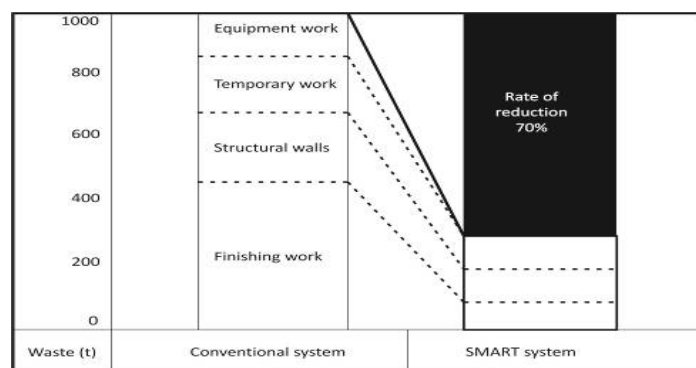 1000
Equipment work
800
Temporary work
Rate of
reduction
70%
600
Structural walls
400
200
Finishing work
0
Waste (t)
Conventional system
SMART system